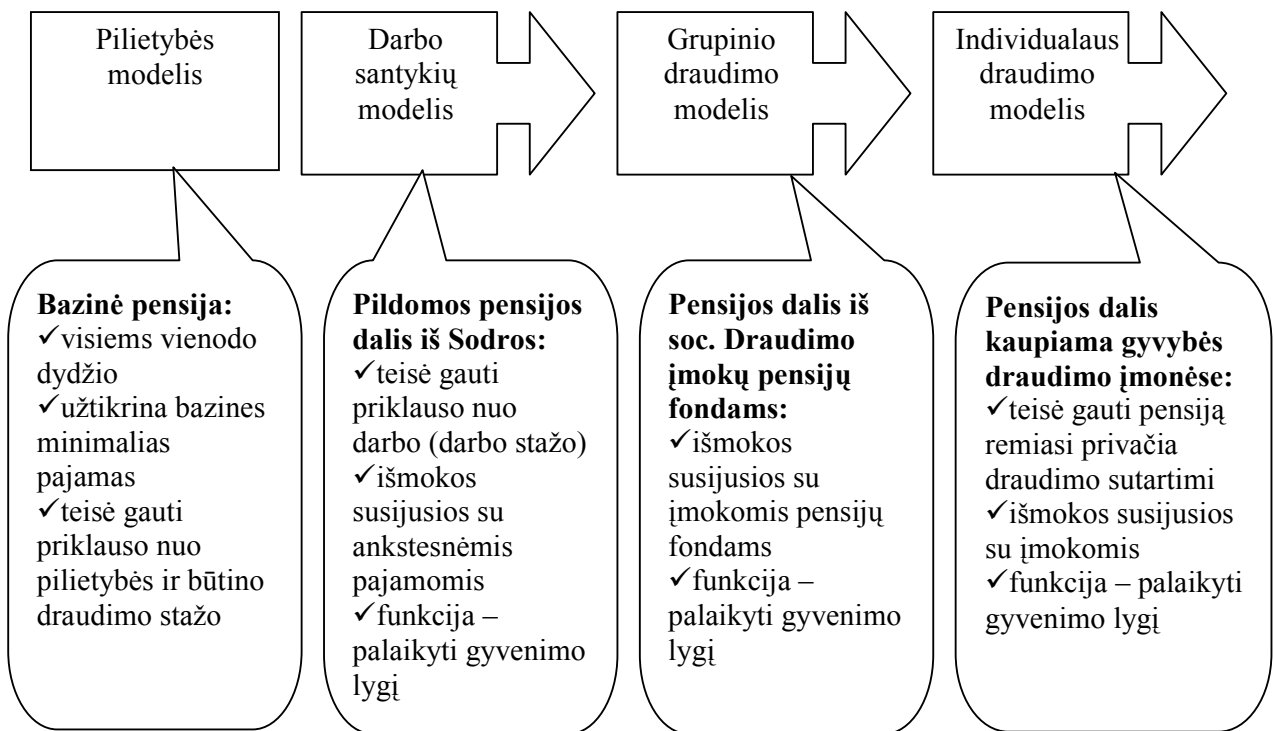 Pilietybės
modelis
Darbo
santykių
modelis
Grupinio
draudimo
modelis
Individualaus
draudimo
modelis
Bazinė pensija:
✓visiems vienodo
dydžio
✓užtikrina bazines
minimalias
pajamas
✓teisė gauti
priklauso nuo
pilietybės ir būtino
draudimo stažo
Pildomos pensijos
dalis iš Sodros:
✓teisė gauti
priklauso nuo
darbo (darbo stažo)
✓išmokos
susijusios su
ankstesnėmis
pajamomis
✓funkcija –
palaikyti gyvenimo
lygį
Pensijos dalis iš
soc. Draudimo
įmokų pensijų
fondams:
✓išmokos
susijusios su
įmokomis pensijų
fondams
✓funkcija –
palaikyti gyvenimo
lygį
Pensijos dalis
kaupiama gyvybės
draudimo įmonėse:
✓teisė gauti pensiją
remiasi privačia
draudimo sutartimi
✓išmokos susijusios
su įmokomis
✓funkcija – palaikyti
gyvenimo lygį